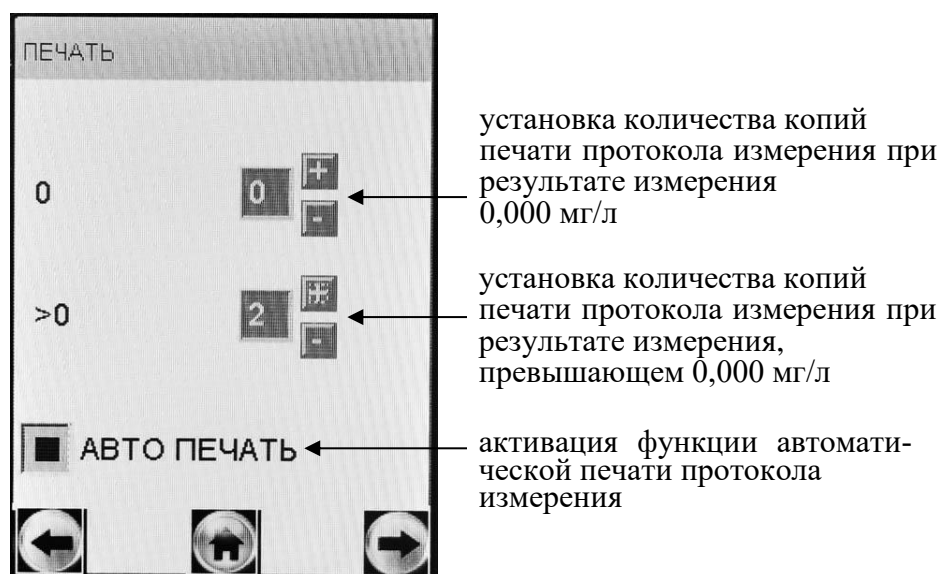 ПЕЧАТЬ
установка количества копий
печати протокола измерения при
результате измерения
0,000 мг/л
0
0
+
-
установка количества копий
печати протокола измерения при
результате измерения,
превышающем 0,000 мг/л
>0
2
+
-
АВТО ПЕЧАТЬ
активация функции автомати-
ческой печати протокола
измерения